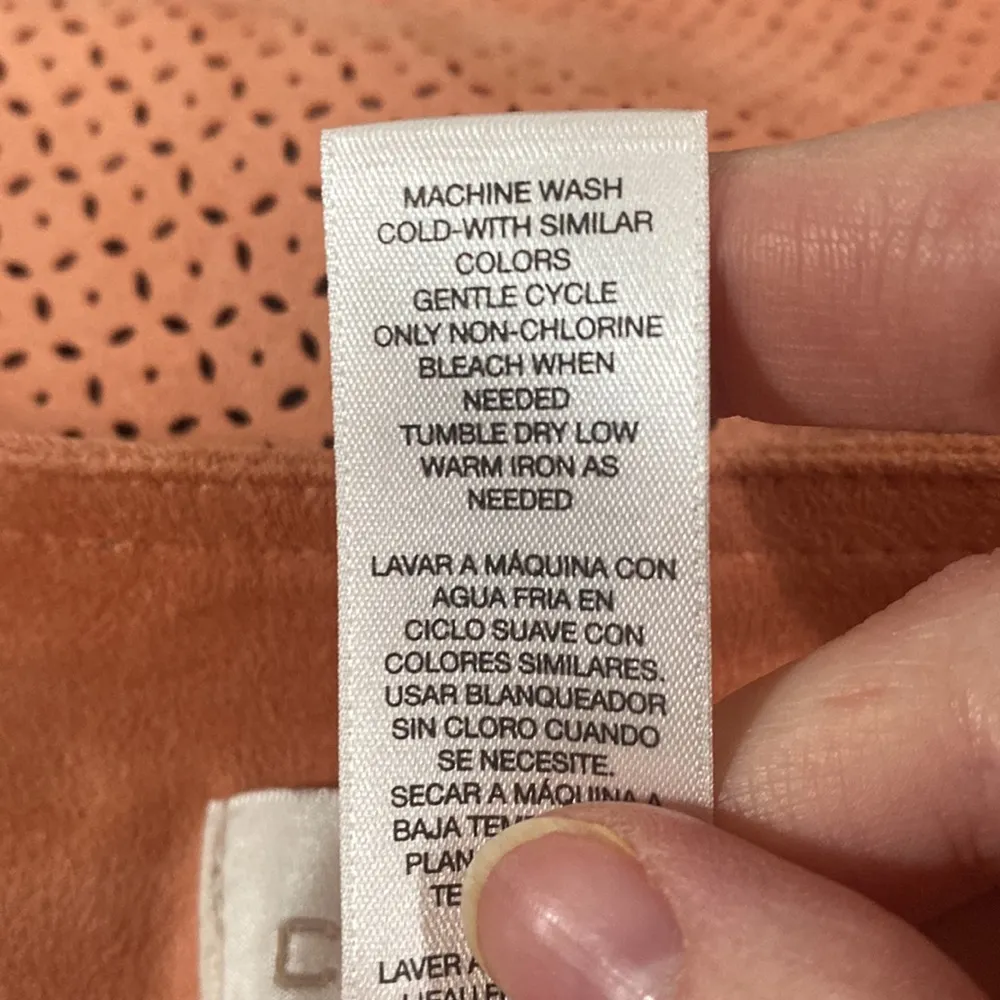 MACHINE WASH
COLD-WITH SIMILAR
COLORS
GENTLE CYCLE
ONLY NON-CHLORINE
BLEACH WHEN
NEEDED
TUMBLE DRY LOW
WARM IRON AS
NEEDED
LAVAR A MÁQUINA CON
AGUA FRIA EN
CICLO SUAVE CON
COLORES SIMILARES.
USAR BLANQUEADOR
SIN CLORO CUANDO
SE NECESITE.
SECAR A MÁQUINA A
BAJA
LAVER